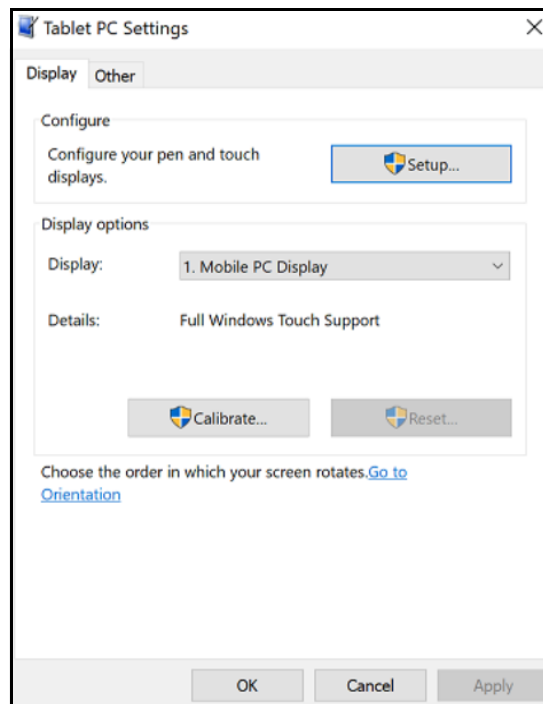 Tablet PC Settings
Display Other
Configure
Configure your pen and touch
displays.
Setup...
Display options
Display: 1. Mobile PC Display
Details: Full Windows Touch Support
Calibrate... Reset...
Choose the order in which your screen rotates.Go to
Orientation
OK Cancel Apply